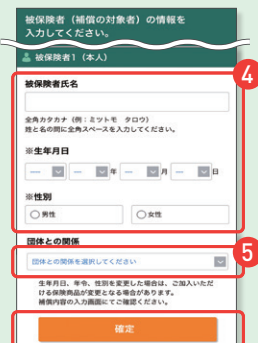 被保険者（補償の対象者）の情報を
入力してください。
被保険者1（本人）
4
被保険者氏名
全角カタカナ（例：ミツトモ　タロウ）
姓と名の間に全角スペースを入力してください。
※生年月日
― ― 年 ― 月 ― 日
※性別
男性 女性
団体との関係
5
団体との関係を選択してください
生年月日、年令、性別を変更した場合は、ご加入いただ
ける保険商品が変更となる場合があります。
補償内容の入力画面にてご確認ください。
確定